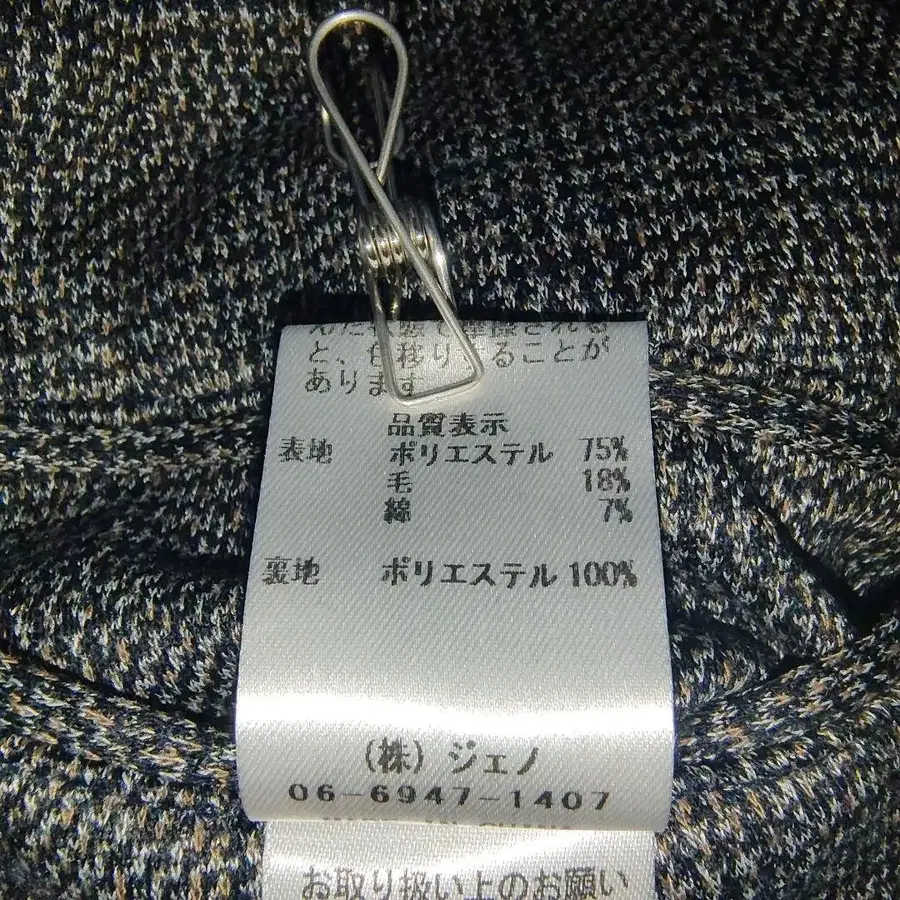 と、色移りすることが
あります
品質表示
表地 ポリエステル 75%
毛 18%
綿 7%
裏地 ポリエステル 100%
(株) ジェノ
06-6947-1407
お取り扱い上のお願い